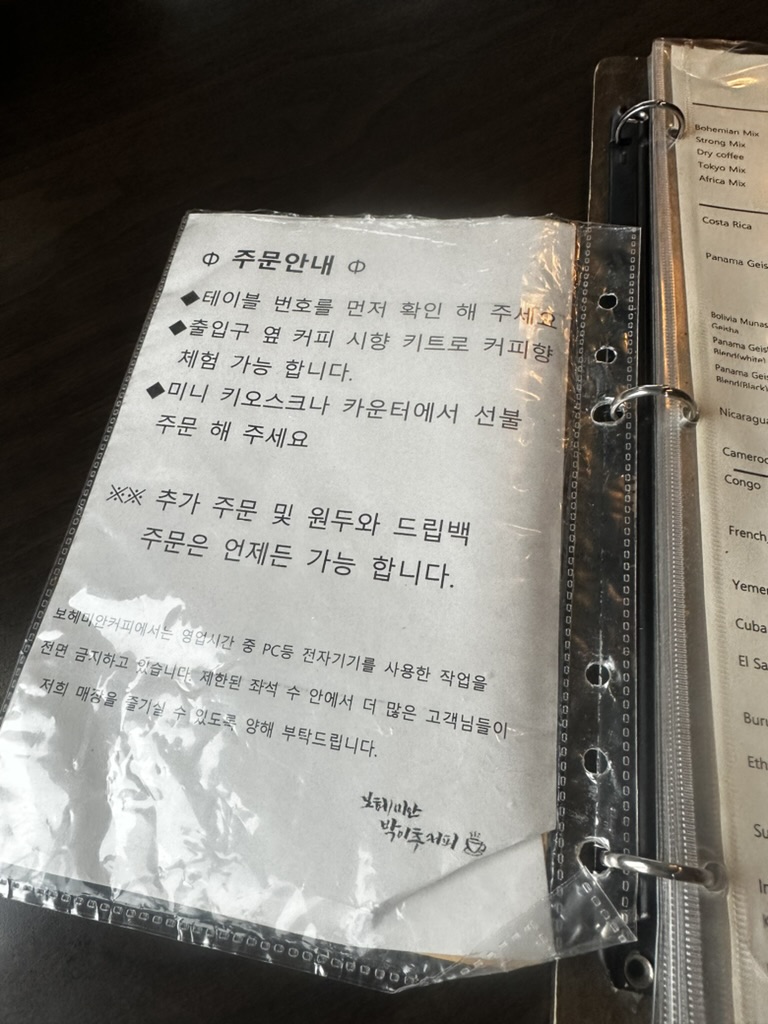 Φ 주문안내 Φ
◆테이블 번호를 먼저 확인 해 주세요
◆출입구 옆 커피 시향 키트로 커피향
체험 가능 합니다.
◆미니 키오스크나 카운터에서 선불
주문 해 주세요
※※ 추가 주문 및 원두와 드립백
주문은 언제든 가능 합니다.
보헤미안커피에서는 영업시간 중 PC등 전자기기를 사용한 작업을
전면 금지하고 있습니다. 제한된 좌석 수 안에서 더 많은 고객님들이
저희 매장을 즐기실 수 있도록 양해 부탁드립니다.
보헤미안
박이추커피
Bohemian Mix
Strong Mix
Dry coffee
Tokyo Mix
Africa Mix
Costa Rica
Panama Geis
Bolivia Munas
Geisha
Panama Geis
Blend(white)
Panama Geis
Blend(Black)
Nicaragua
Cameroo
Congo
French
Yemen
Cuba
El Sa
Buru
Eth
Su